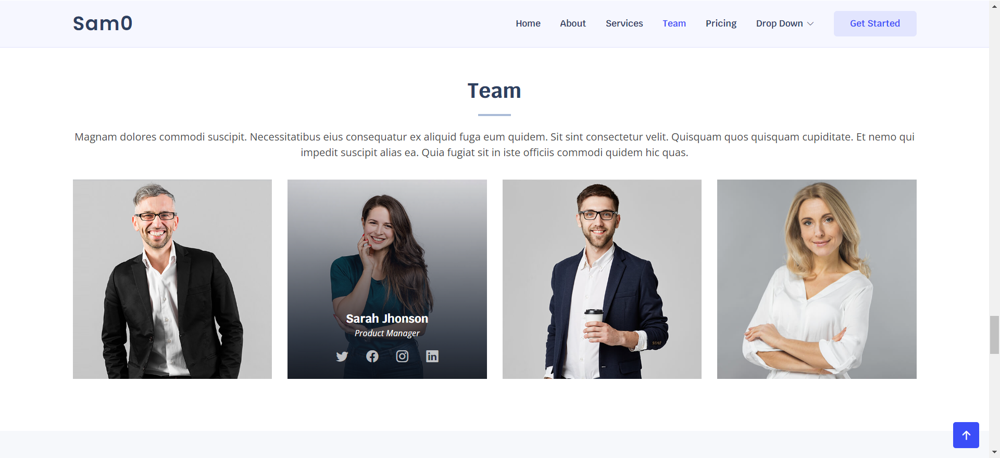 Sam0
Home About Services Team Pricing Drop Down Get Started
Team
Magnam dolores commodi suscipit. Necessitatibus eius consequatur ex aliquid fuga eum quidem. Sit sint consectetur velit. Quisquam quos quisquam cupiditate. Et nemo qui
impedit suscipit alias ea. Quia fugiat sit in iste officiis commodi quidem hic quas.
Sarah Jhonson
Product Manager